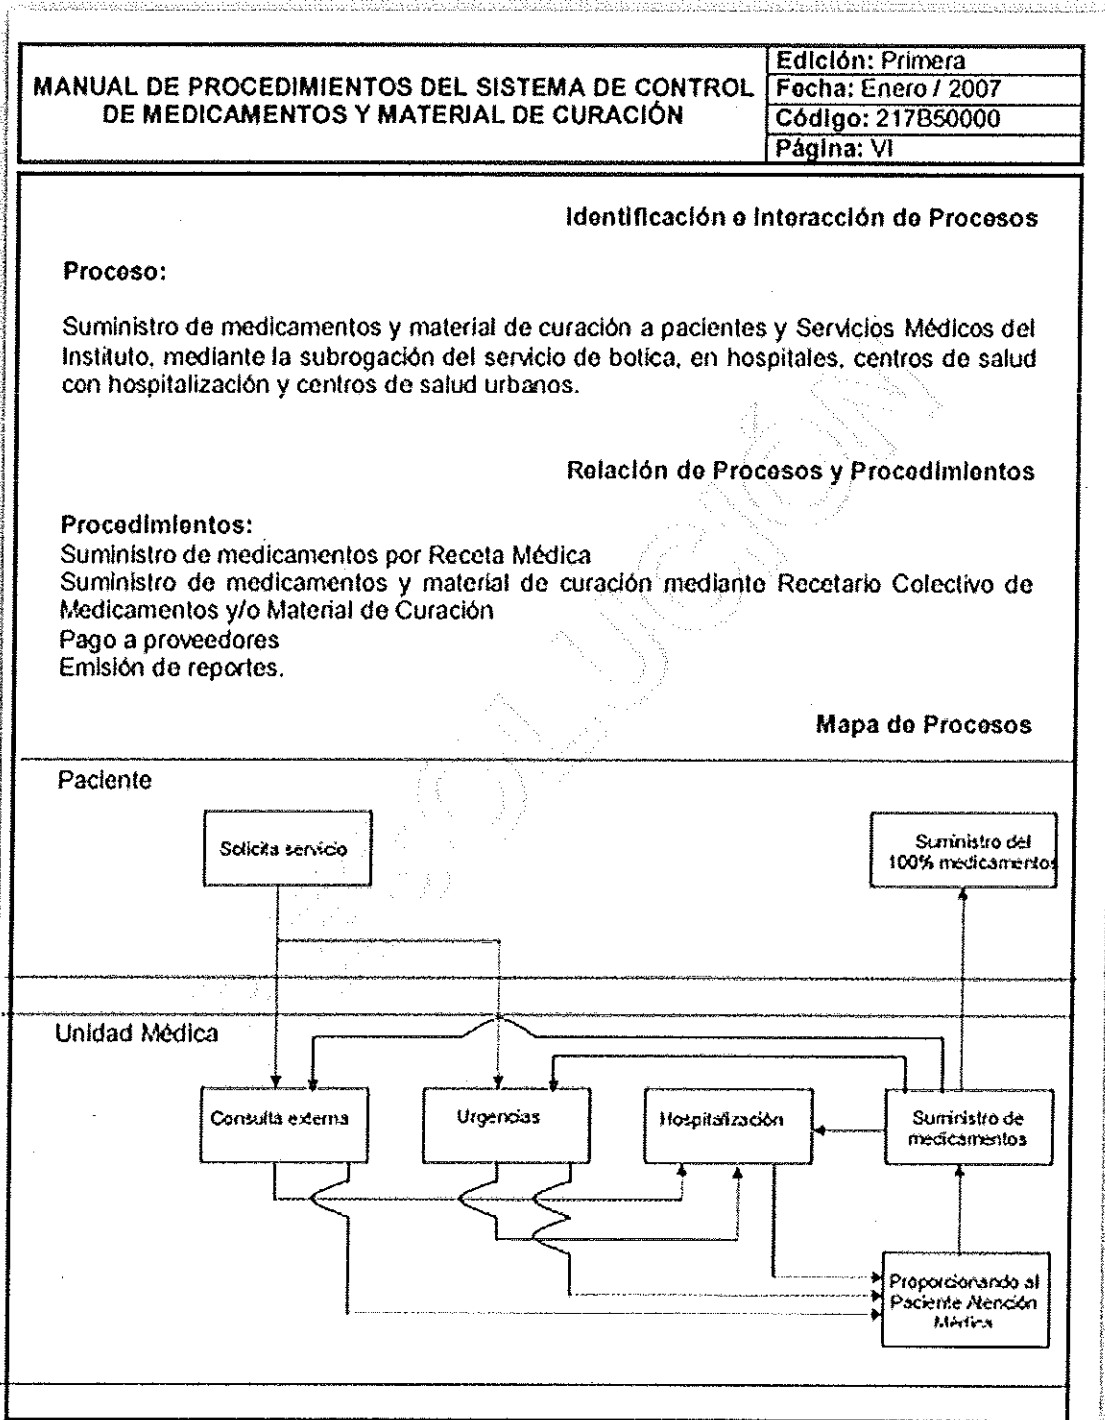 MANUAL DE PROCEDIMIENTOS DEL SISTEMA DE CONTROL
DE MEDICAMENTOS Y MATERIAL DE CURACIÓN
Edición: Primera
Fecha: Enero / 2007
Código: 217B50000
Página: VI
Identificación e Interacción de Procesos
Proceso:
Suministro de medicamentos y material de curación a pacientes y Servicios Médicos del
Instituto, mediante la subrogación del servicio de botica, en hospitales, centros de salud
con hospitalización y centros de salud urbanos.
Relación de Procesos y Procedimientos
Procedimientos:
Suministro de medicamentos por Receta Médica
Suministro de medicamentos y material de curación mediante Recetario Colectivo de
Medicamentos y/o Material de Curación
Pago a proveedores
Emisión de reportes.
Mapa de Procesos
Paciente
Solicita servicio
Suministro del
100% medicamentos
Unidad Médica
Consulta externa
Urgencias
Hospitalización
Suministro de
medicamentos
Proporcionando al
Paciente Atención
Médica